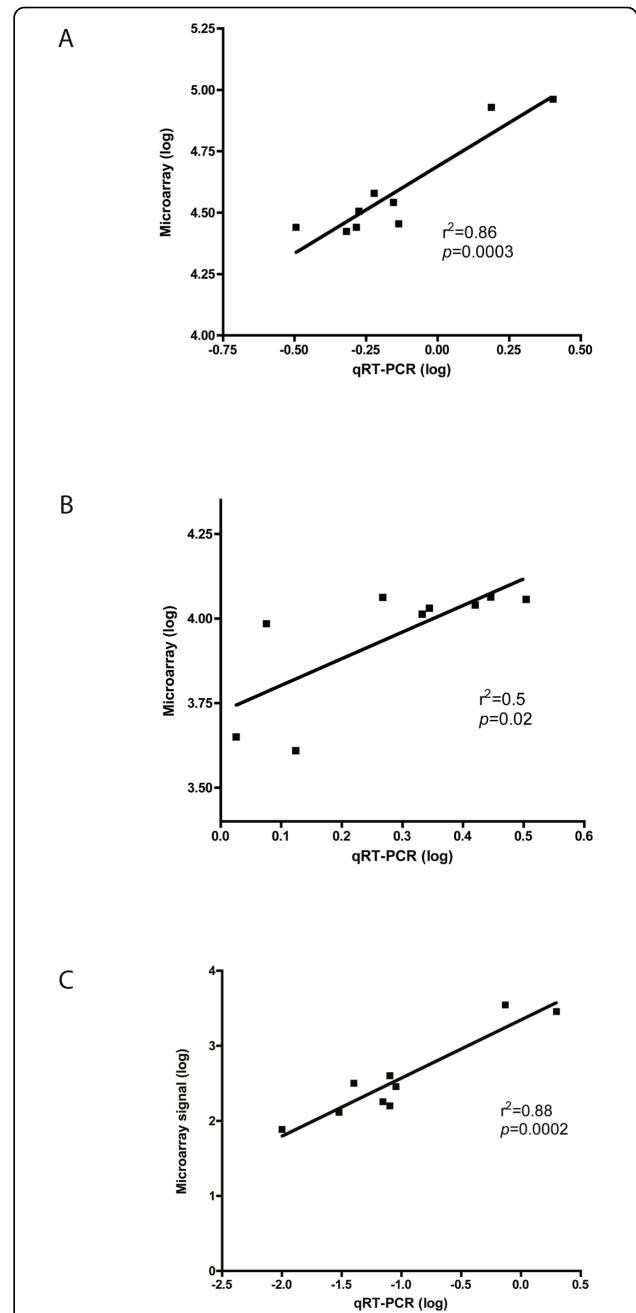 A
5.25
5.00
4.75
4.50
4.25
4.00
Microarray (log)
r²=0.86
p=0.0003
-0.75 -0.50 -0.25 0.00 0.25 0.50
qRT-PCR (log)
B
4.25
4.00
3.75
3.50
Microarray (log)
r²=0.5
p=0.02
0.0 0.1 0.2 0.3 0.4 0.5 0.6
qRT-PCR (log)
C
4
3
2
1
0
Microarray signal (log)
r²=0.88
p=0.0002
-2.5 -2.0 -1.5 -1.0 -0.5 0.0 0.5
qRT-PCR (log)